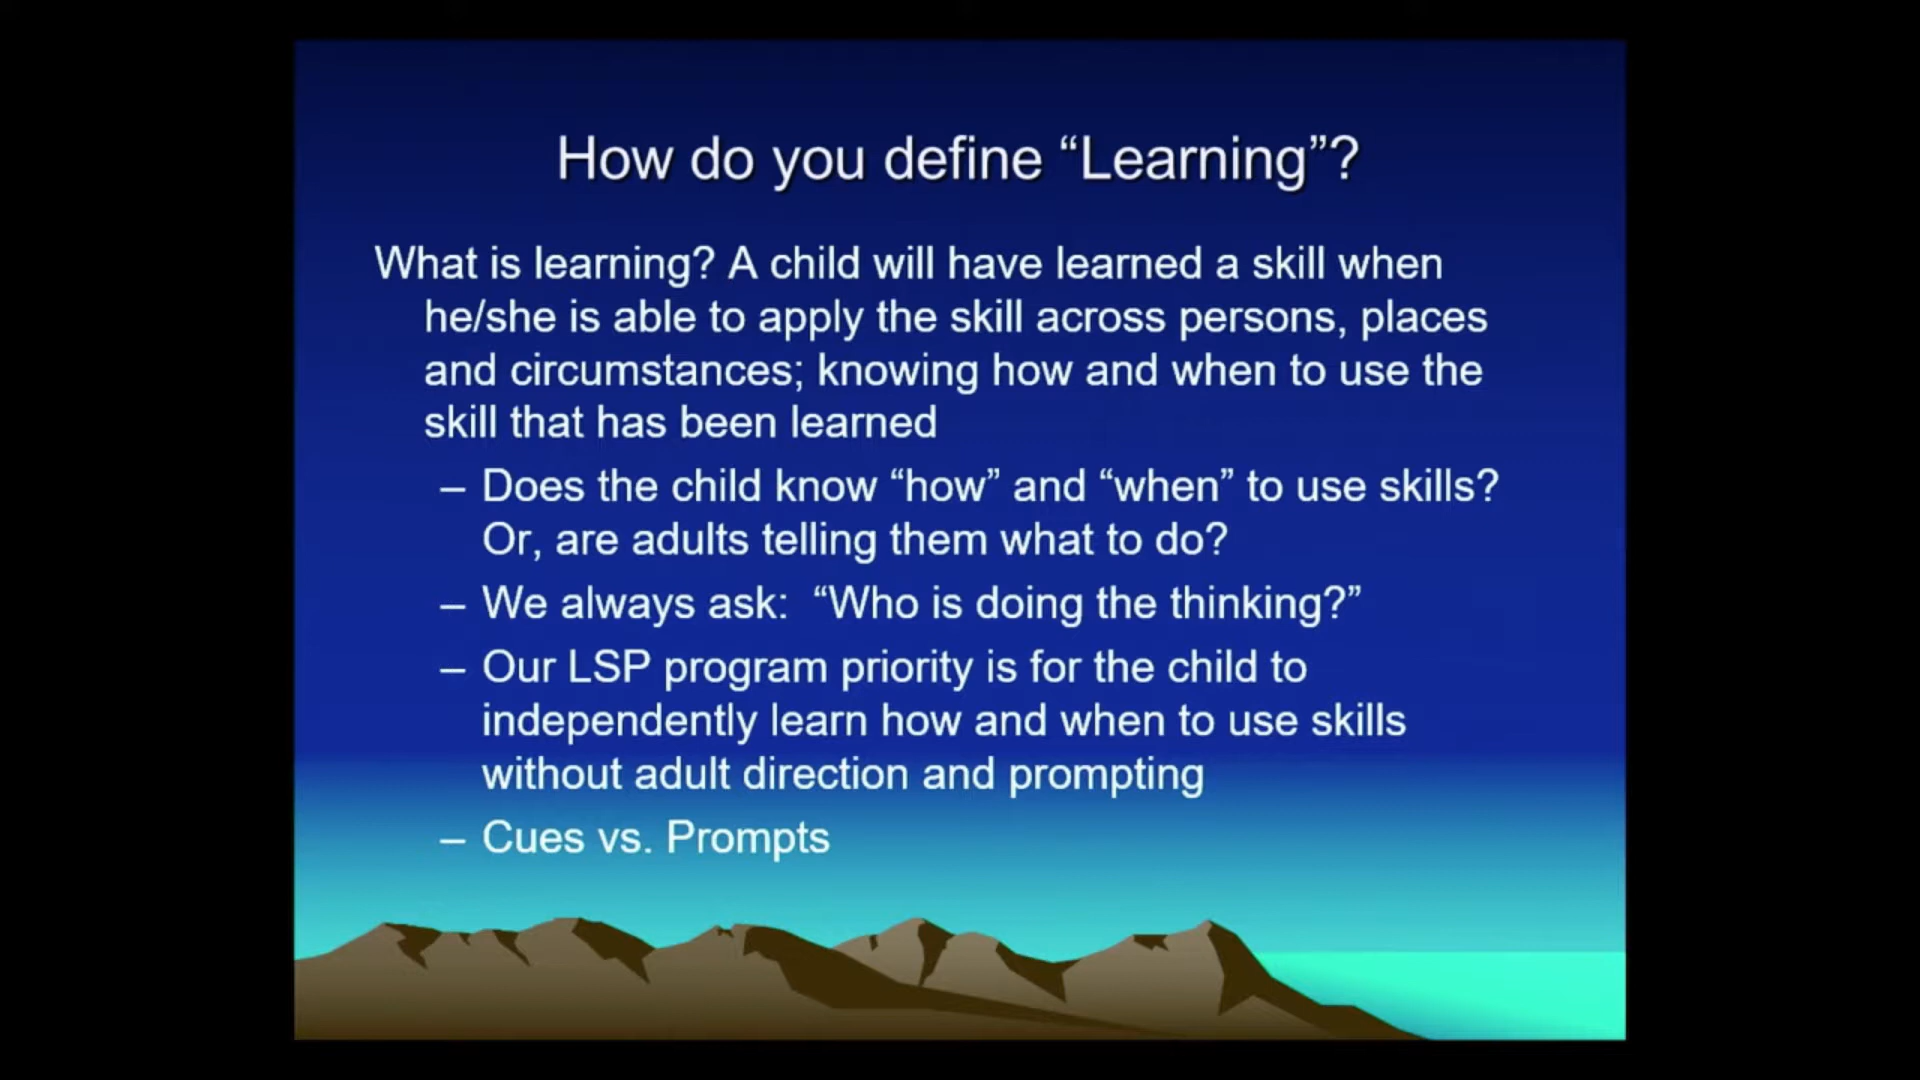 How do you define “Learning”?
What is learning? A child will have learned a skill when
he/she is able to apply the skill across persons, places
and circumstances; knowing how and when to use the
skill that has been learned
– Does the child know “how” and “when” to use skills?
Or, are adults telling them what to do?
– We always ask:  “Who is doing the thinking?”
– Our LSP program priority is for the child to
independently learn how and when to use skills
without adult direction and prompting
– Cues vs. Prompts